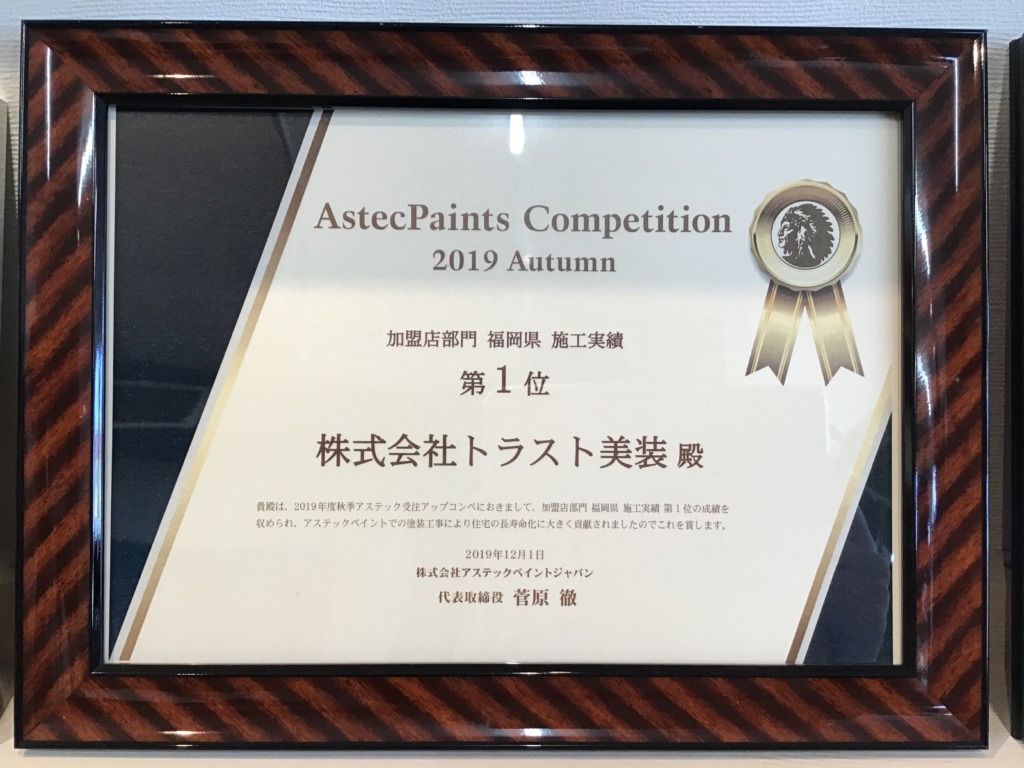 AstecPaints Competition
2019 Autumn
加盟店部門 福岡県 施工実績
第1位
株式会社トラスト美装 殿
貴殿は、2019年度秋季アステック受注アップコンペにおきまして、加盟店部門 福岡県 施工実績 第1位の成績を
収められ、アステックペイントでの塗装工事により住宅の長寿命化に大きく貢献されましたのでこれを賞します。
2019年12月1日
株式会社アステックペイントジャパン
代表取締役 菅原 徹